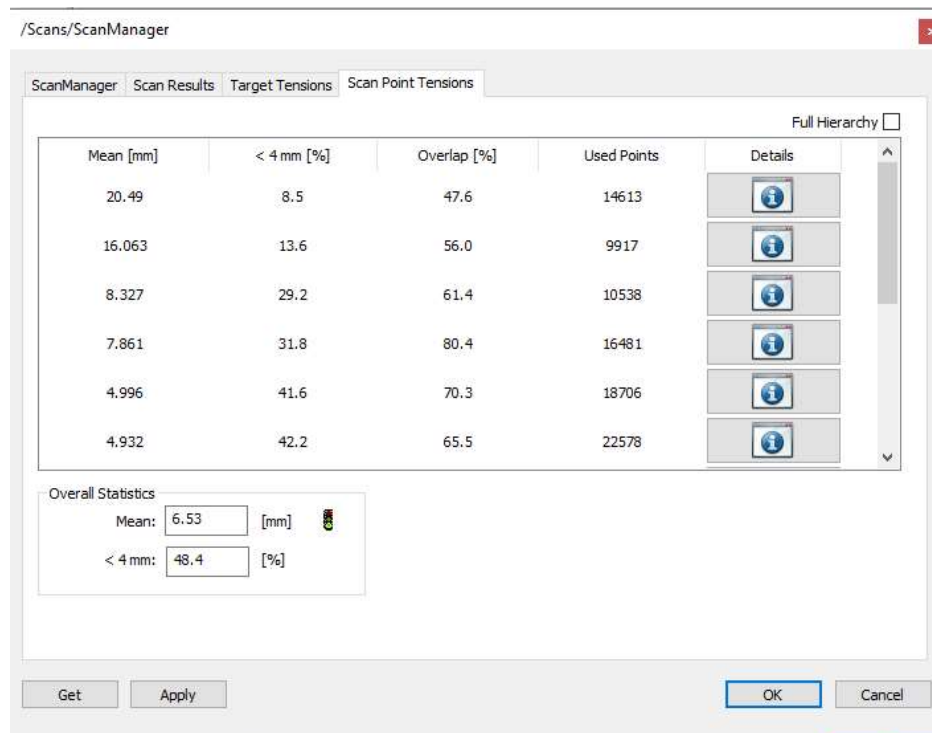 /Scans/ScanManager
ScanManager Scan Results Target Tensions Scan Point Tensions
Full Hierarchy
Mean [mm] < 4 mm [%] Overlap [%] Used Points Details
20.49 8.5 47.6 14613
16.063 13.6 56.0 9917
8.327 29.2 61.4 10538
7.861 31.8 80.4 16481
4.996 41.6 70.3 18706
4.932 42.2 65.5 22578
Overall Statistics
Mean: 6.53 [mm]
< 4 mm: 48.4 [%]
Get Apply OK Cancel